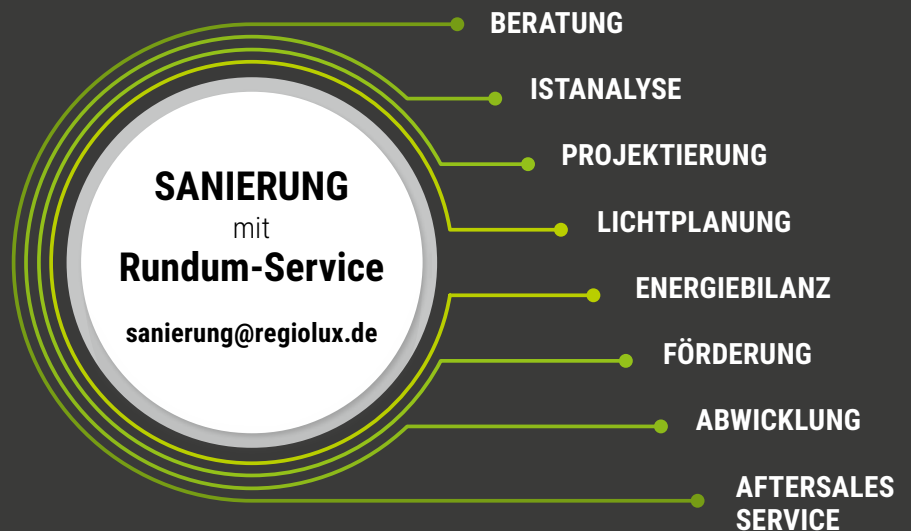 SANIERUNG
mit
Rundum-Service
sanierung@regiolux.de
BERATUNG
ISTANALYSE
PROJEKTIERUNG
LICHTPLANUNG
ENERGIEBILANZ
FÖRDERUNG
ABWICKLUNG
AFTERSALES
SERVICE